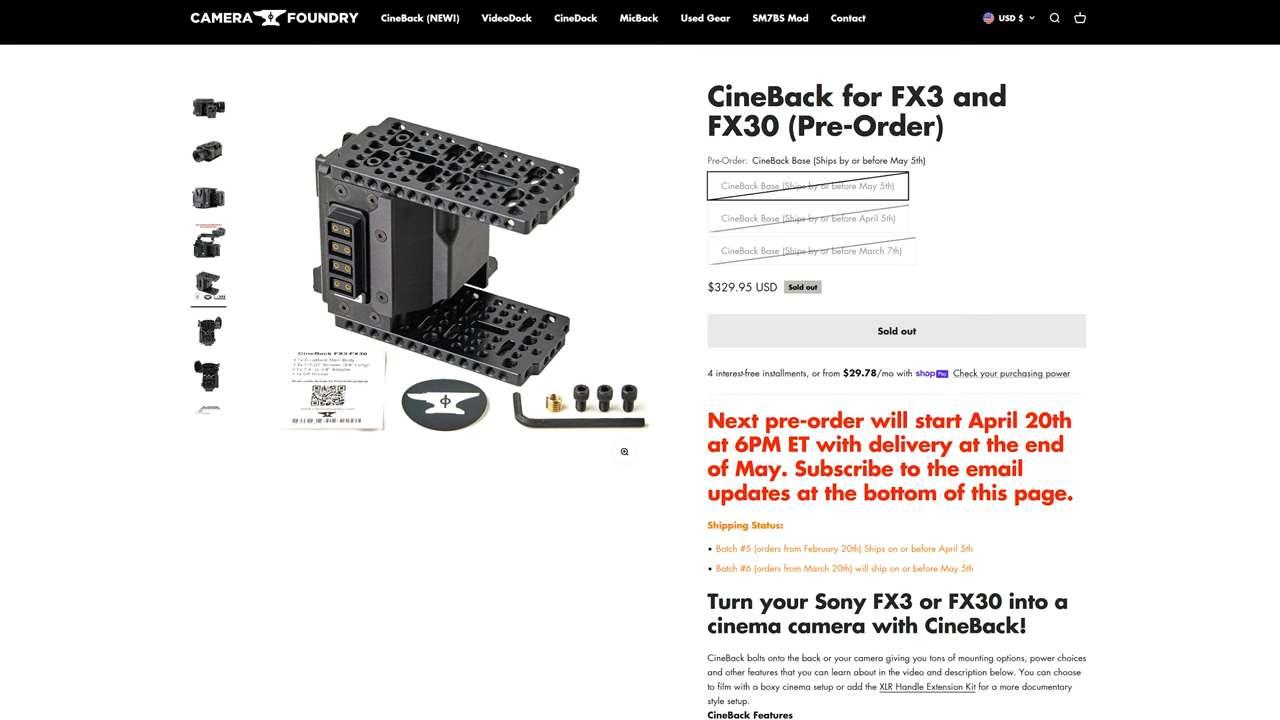 CAMERA FOUNDRY
CineBack (NEW!)
VideoDock
CineDock
MicBack
Used Gear
SM7BS Mod
Contact
USD $
CineBack for FX3 and
FX30 (Pre-Order)
Pre-Order: CineBack Base (Ships by or before May 5th)
CineBack Base (Ships by or before May 5th)
CineBack Base (Ships by or before April 5th)
CineBack Base (Ships by or before March 7th)
$329.95 USD Sold out
Sold out
4 interest-free installments, or from $29.78/mo with shop Pay Check your purchasing power
Next pre-order will start April 20th
at 6PM ET with delivery at the end
of May. Subscribe to the email
updates at the bottom of this page.
Shipping Status:
• Batch #5 (orders from February 20th) Ships on or before April 5th
• Batch #6 (orders from March 20th) will ship on or before May 5th
Turn your Sony FX3 or FX30 into a
cinema camera with CineBack!
CineBack bolts onto the back or your camera giving you tons of mounting options, power choices
and other features that you can learn about in the video and description below. You can choose
to film with a boxy cinema setup or add the XLR Handle Extension Kit for a more documentary
style setup.
CineBack Features
CineBack FX3/FX30
• 1x CineBack Main Body
www.camerafoundry.com